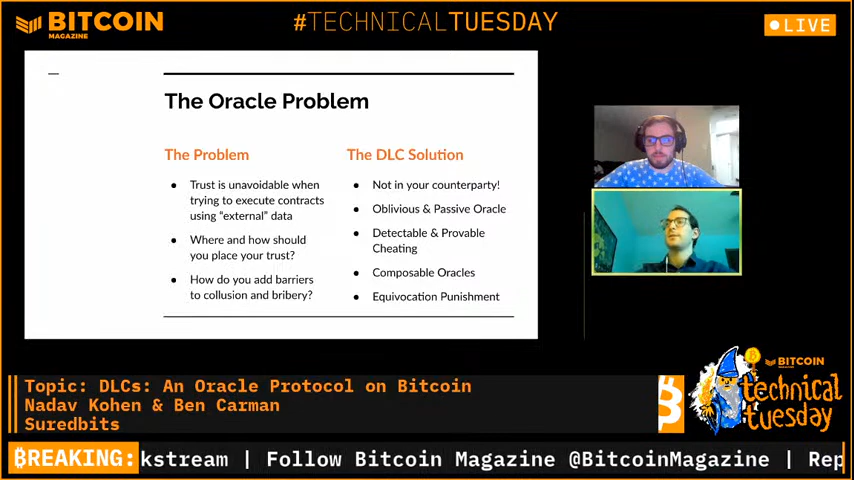 BITCOIN
MAGAZINE
#TECHNICALTUESDAY
LIVE
The Oracle Problem
The Problem
● Trust is unavoidable when
trying to execute contracts
using “external” data
● Where and how should
you place your trust?
● How do you add barriers
to collusion and bribery?
The DLC Solution
● Not in your counterparty!
● Oblivious & Passive Oracle
● Detectable & Provable
Cheating
● Composable Oracles
● Equivocation Punishment
Topic: DLCs: An Oracle Protocol on Bitcoin
Nadav Kohen & Ben Carman
Suredbits
BITCOIN
MAGAZINE
technical
tuesday
₿REAKING: kstream | Follow Bitcoin Magazine @BitcoinMagazine | Rep